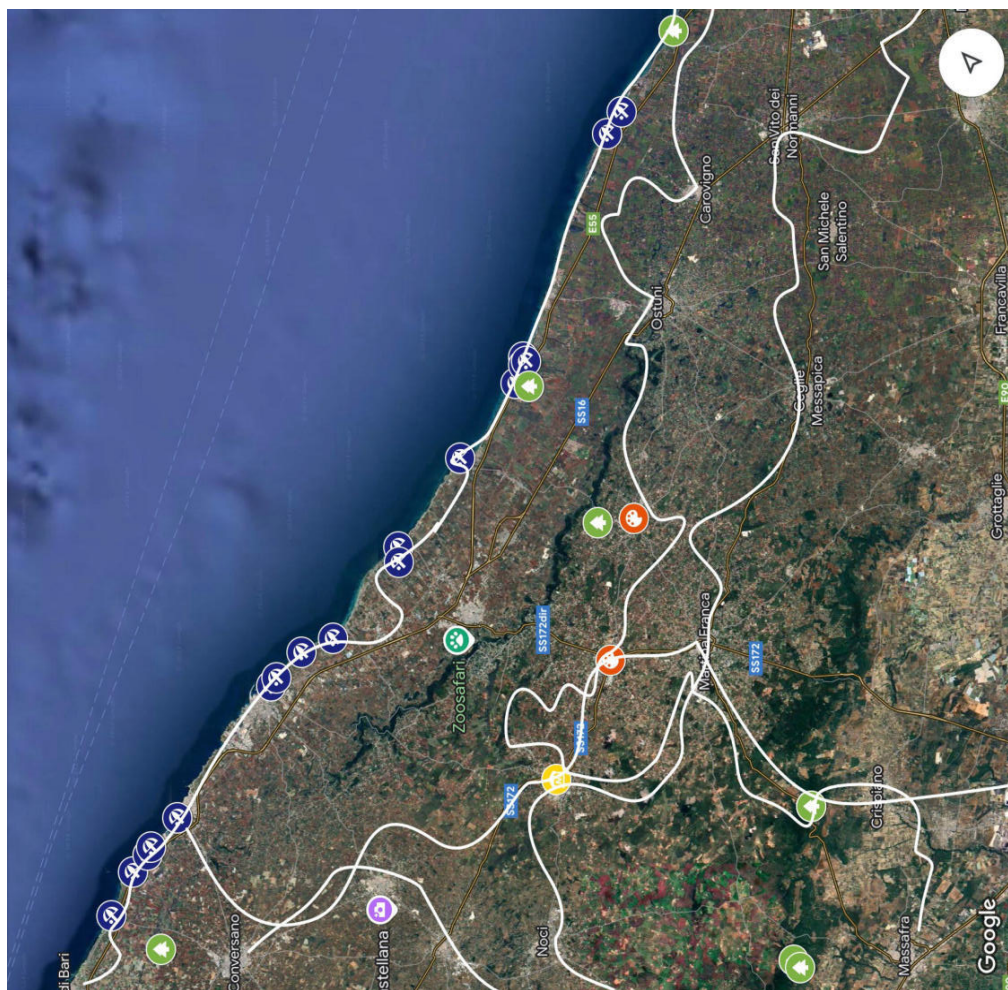 di Bari
Conversano
stellana
Zoosafari
SS172
Noci
SS172dir
SS172
SS16
E55
Ostuni
Martina Franca
Carovigno
SS172
San Vito dei
Normanni
Ceglie
Messapica
San Michele
Salentino
Crispiano
Massafra
Google
Grottaglie
Francavilla
E90